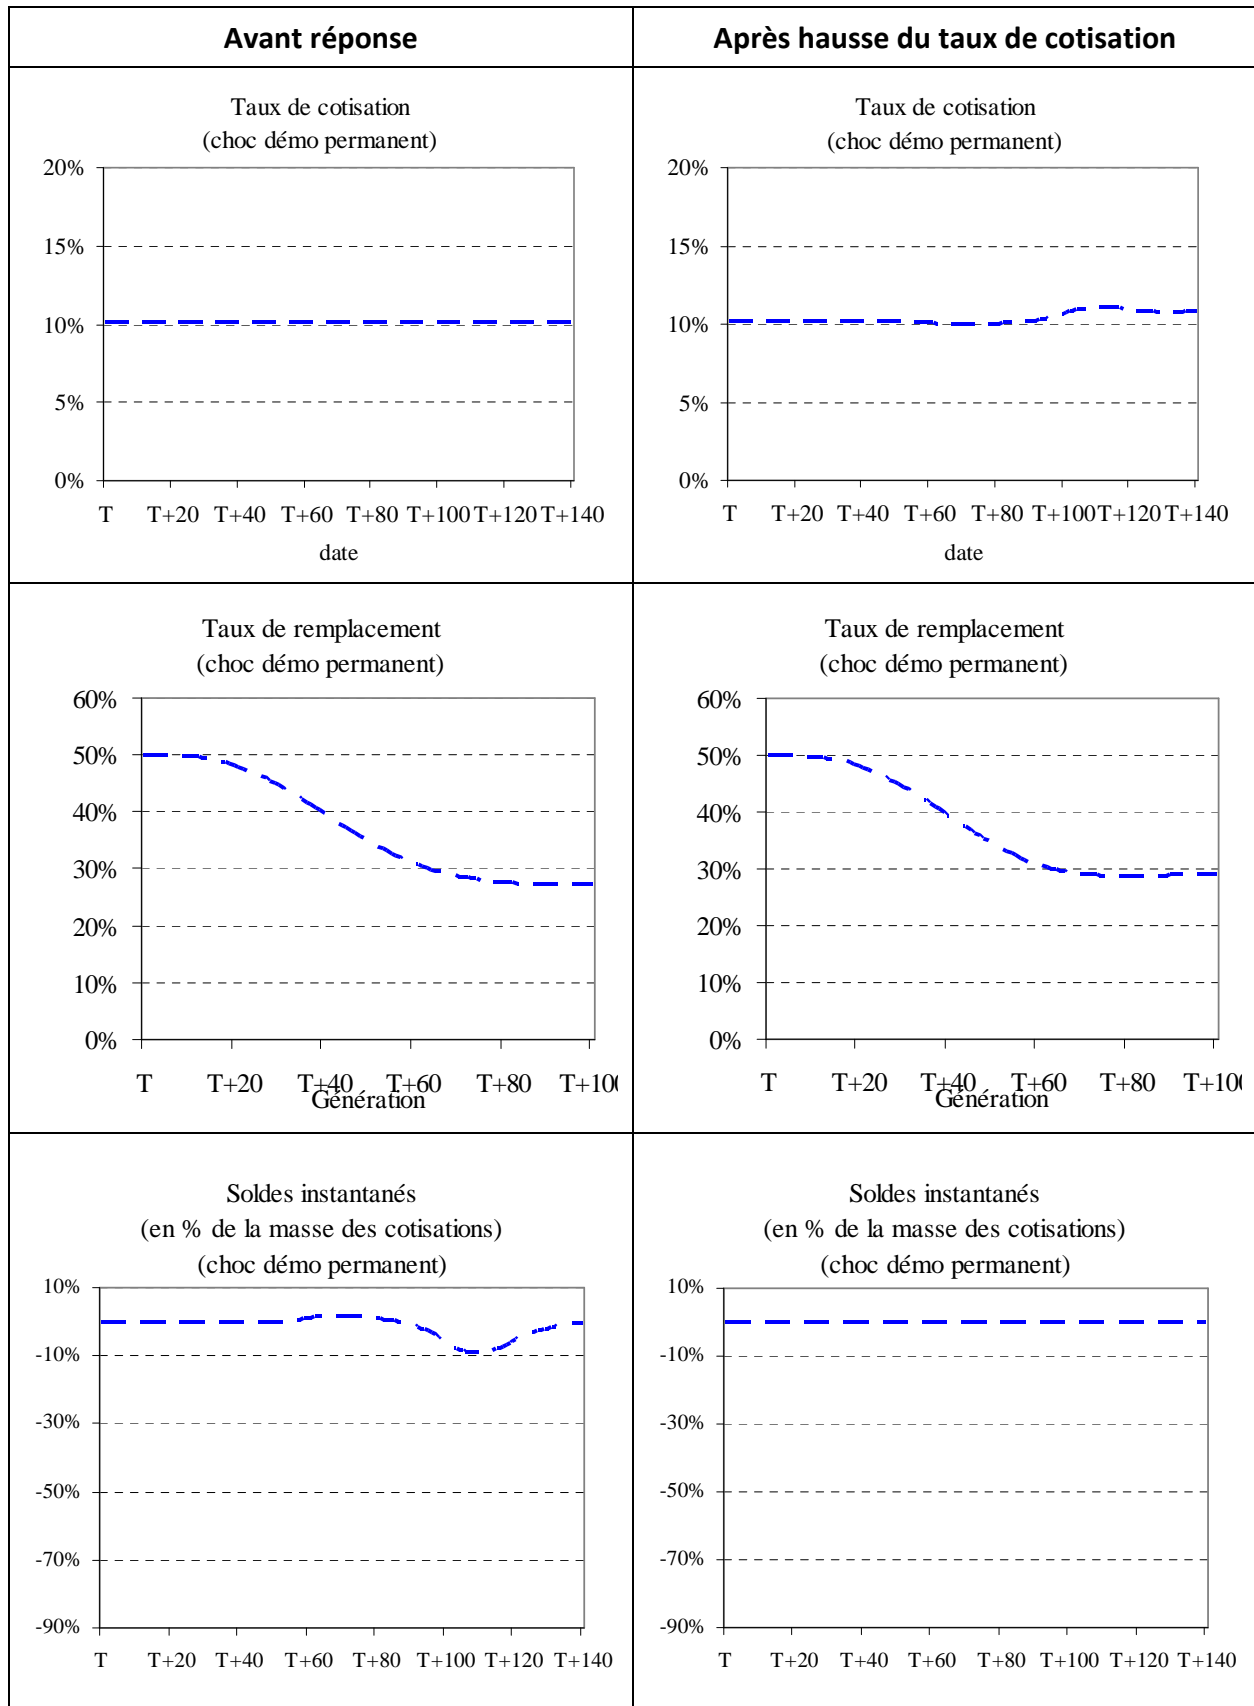 Avant réponse
Après hausse du taux de cotisation
Taux de cotisation
(choc démo permanent)
20%
15%
10%
5%
0%
T T+20 T+40 T+60 T+80 T+100 T+120 T+140
date
Taux de cotisation
(choc démo permanent)
20%
15%
10%
5%
0%
T T+20 T+40 T+60 T+80 T+100 T+120 T+140
date
Taux de remplacement
(choc démo permanent)
60%
50%
40%
30%
20%
10%
0%
T T+20 T+40 T+60 T+80 T+100
Génération
Taux de remplacement
(choc démo permanent)
60%
50%
40%
30%
20%
10%
0%
T T+20 T+40 T+60 T+80 T+100
Génération
Soldes instantanés
(en % de la masse des cotisations)
(choc démo permanent)
10%
-10%
-30%
-50%
-70%
-90%
T T+20 T+40 T+60 T+80 T+100 T+120 T+140
Soldes instantanés
(en % de la masse des cotisations)
(choc démo permanent)
10%
-10%
-30%
-50%
-70%
-90%
T T+20 T+40 T+60 T+80 T+100 T+120 T+140